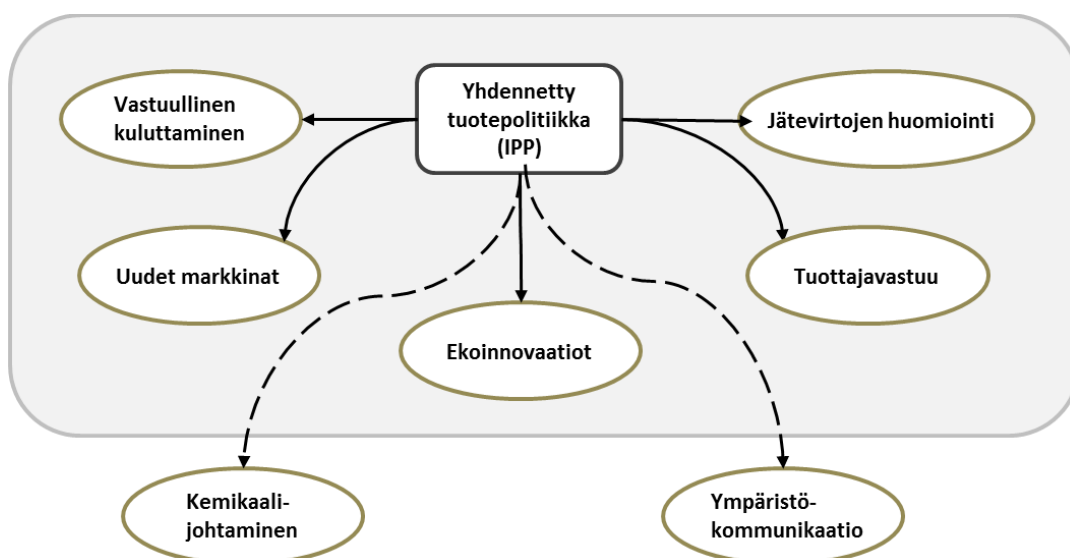 Vastuullinen
kuluttaminen
Yhdennetty
tuotepolitiikka
(IPP)
Jätevirtojen huomiointi
Uudet markkinat
Tuottajavastuu
Ekoinnovaatiot
Kemikaali-
johtaminen
Ympäristö-
kommunikaatio